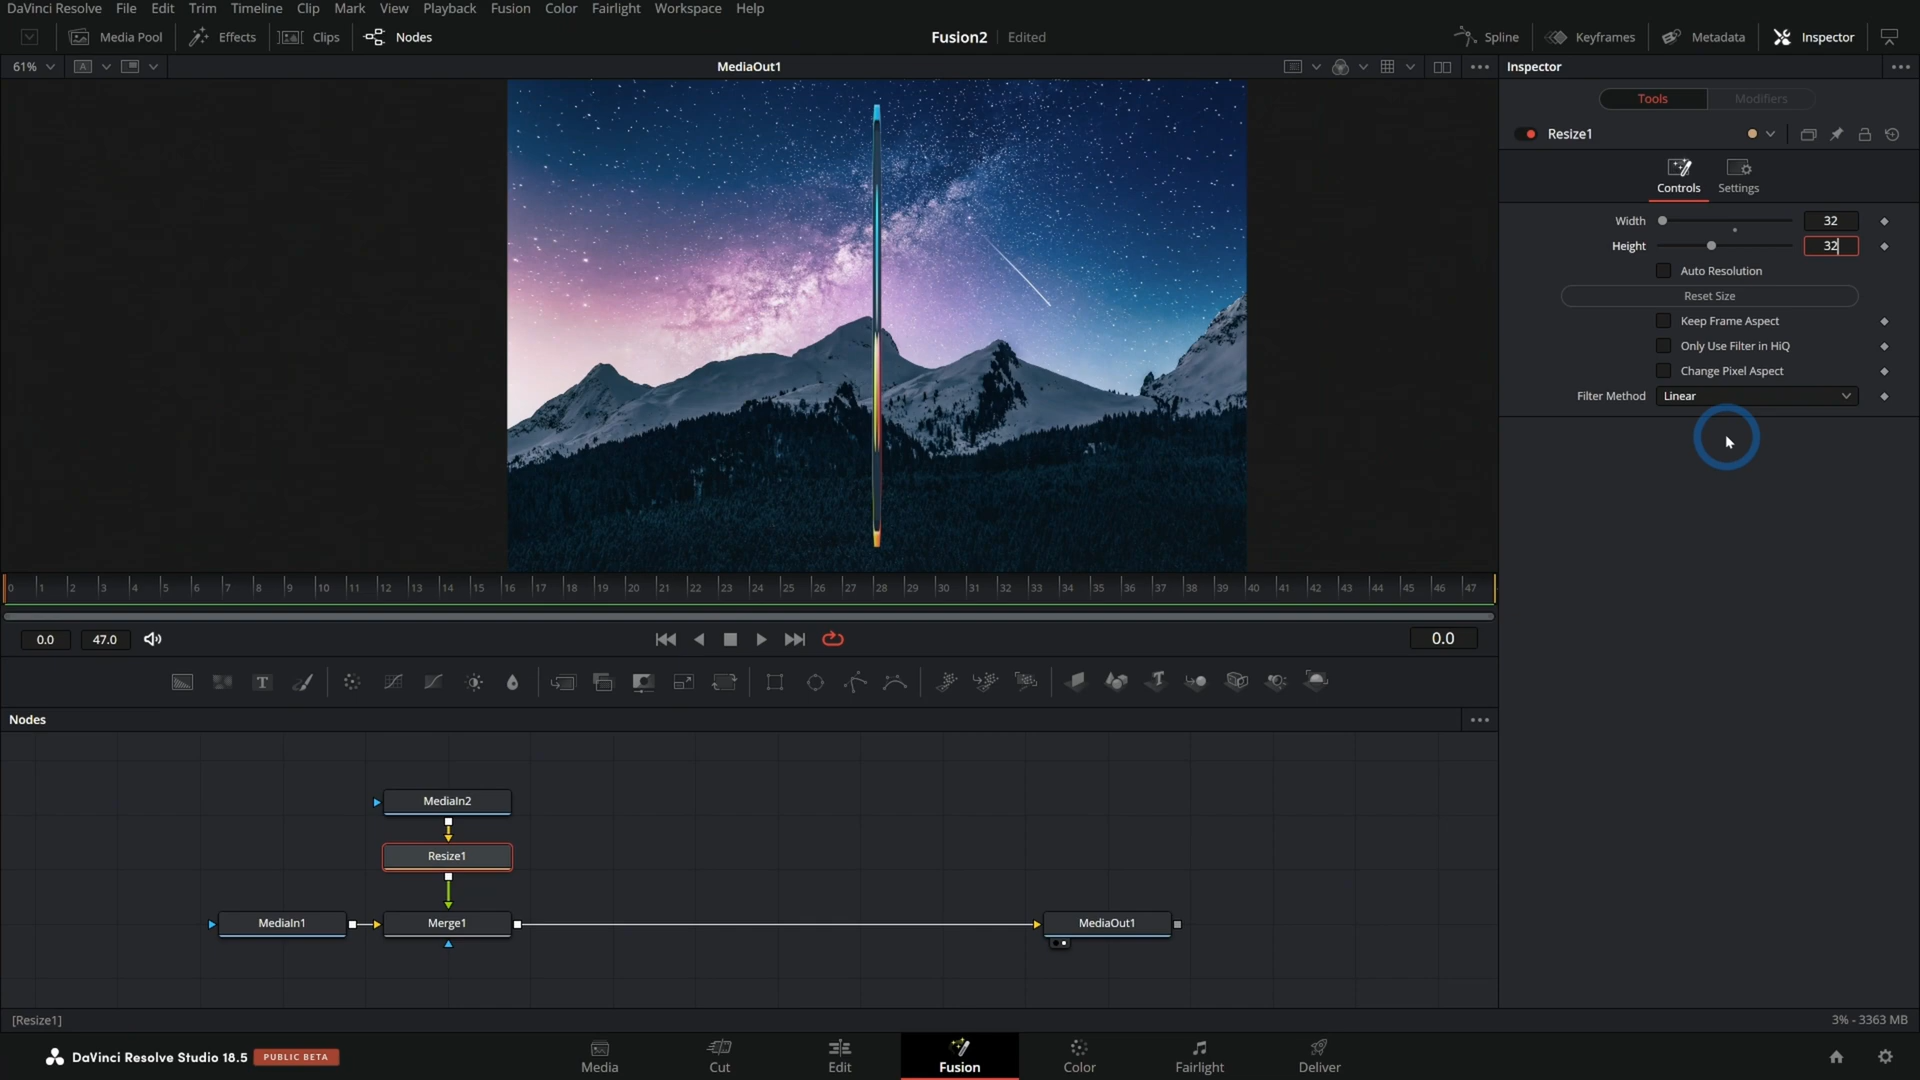 DaVinci Resolve File Edit Trim Timeline Clip Mark View Playback Fusion Color Fairlight Workspace Help
Media Pool Effects Clips Nodes Fusion2 Edited Spline Keyframes Metadata Inspector
61% A MediaOut1 Inspector
Tools Modifiers
Resize1
Controls Settings
Width 32
Height 32
Auto Resolution
Reset Size
Keep Frame Aspect
Only Use Filter in HiQ
Change Pixel Aspect
Filter Method Linear
0 1 2 3 4 5 6 7 8 9 10 11 12 13 14 15 16 17 18 19 20 21 22 23 24 25 26 27 28 29 30 31 32 33 34 35 36 37 38 39 40 41 42 43 44 45 46 47
0.0 47.0 0.0
T
Nodes
MediaIn2
Resize1
MediaIn1 Merge1 MediaOut1
[Resize1] 3% - 3363 MB
DaVinci Resolve Studio 18.5 PUBLIC BETA Media Cut Edit Fusion Color Fairlight Deliver